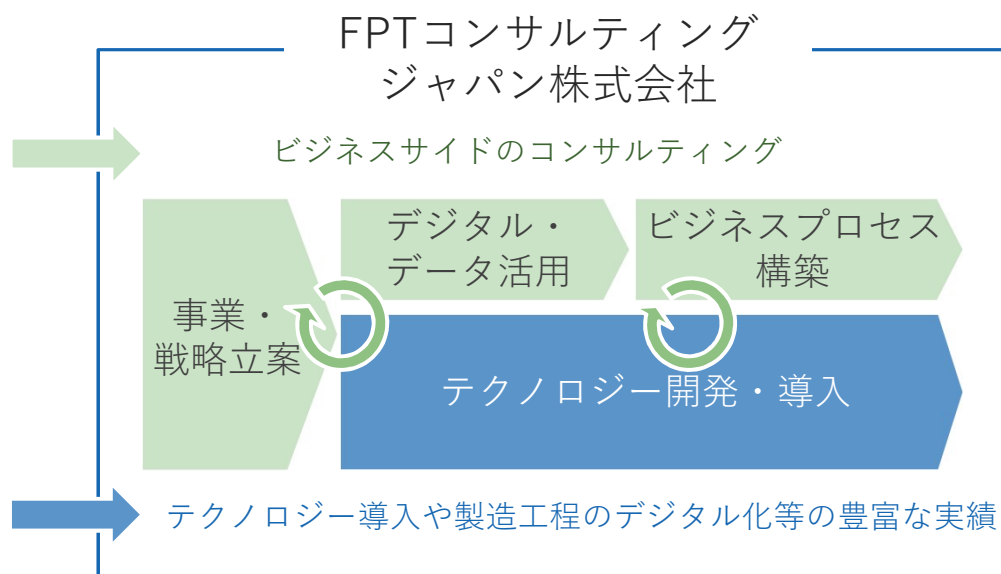 FPTコンサルティング
ジャパン株式会社
ビジネスサイドのコンサルティング
事業・
戦略立案
デジタル・
データ活用
ビジネスプロセス
構築
テクノロジー開発・導入
テクノロジー導入や製造工程のデジタル化等の豊富な実績